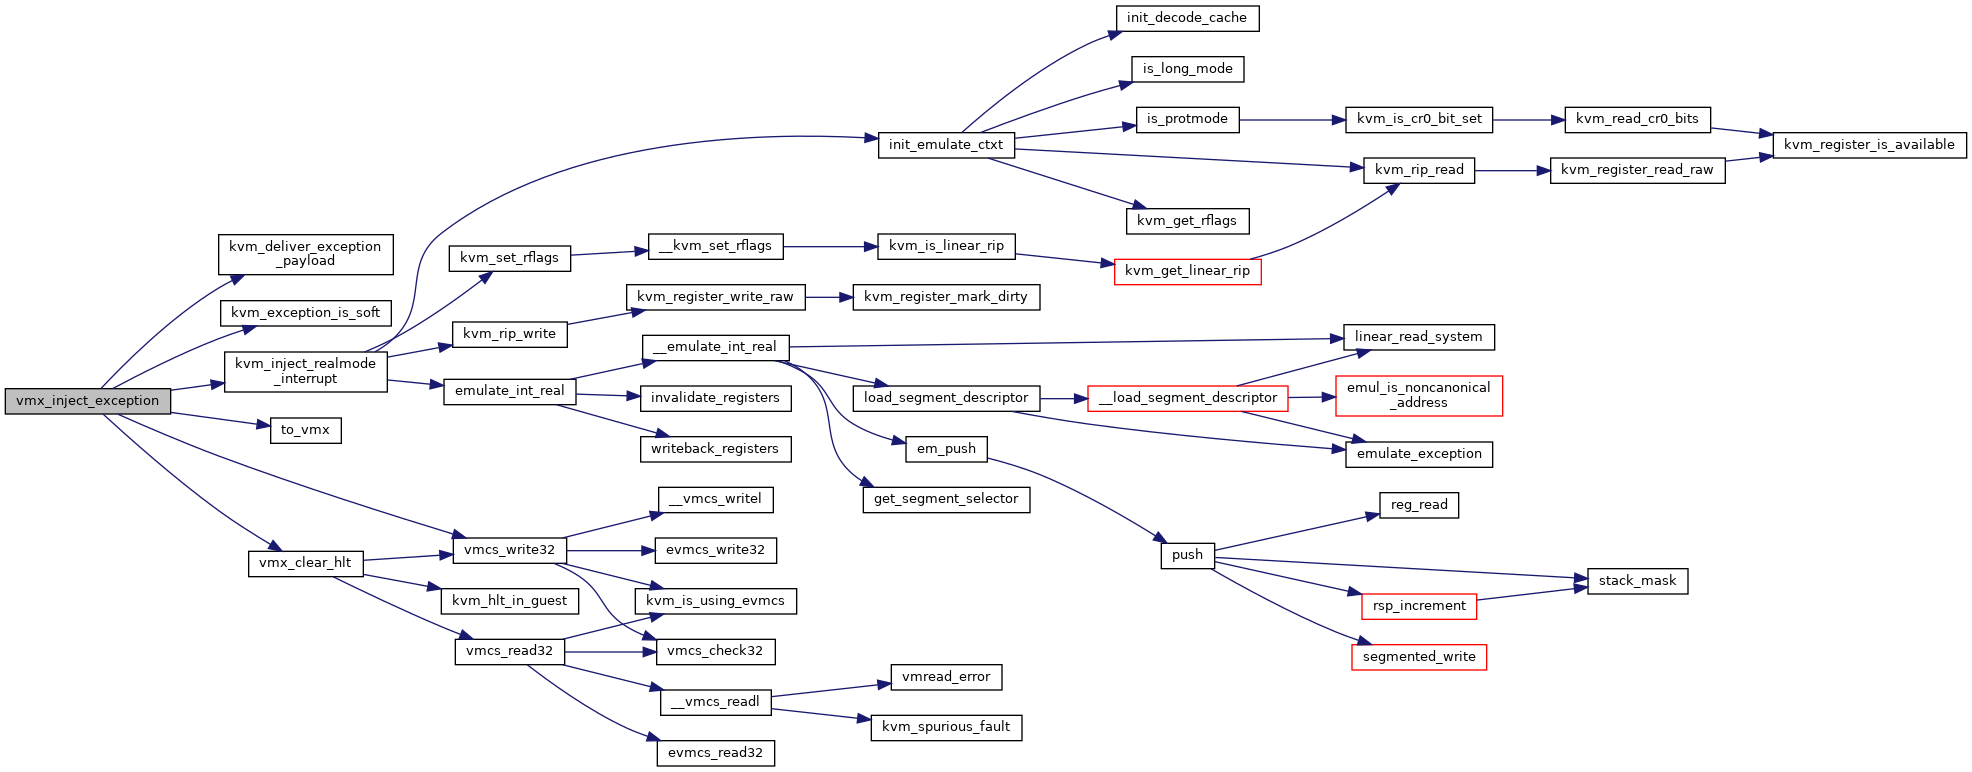 init_decode_cache
is_long_mode
is_protmode
kvm_is_cr0_bit_set
kvm_read_cr0_bits
init_emulate_ctxt
kvm_register_is_available
kvm_rip_read
kvm_register_read_raw
kvm_get_rflags
kvm_deliver_exception
_payload
kvm_set_rflags
__kvm_set_rflags
kvm_is_linear_rip
kvm_get_linear_rip
kvm_exception_is_soft
kvm_register_write_raw
kvm_register_mark_dirty
kvm_rip_write
linear_read_system
__emulate_int_real
kvm_inject_realmode
_interrupt
emulate_int_real
invalidate_registers
load_segment_descriptor
__load_segment_descriptor
emul_is_noncanonical
_address
vmx_inject_exception
to_vmx
writeback_registers
em_push
emulate_exception
__vmcs_writel
get_segment_selector
reg_read
vmx_clear_hlt
vmcs_write32
evmcs_write32
push
stack_mask
kvm_hlt_in_guest
kvm_is_using_evmcs
rsp_increment
vmcs_read32
vmcs_check32
segmented_write
__vmcs_readl
vmread_error
kvm_spurious_fault
evmcs_read32